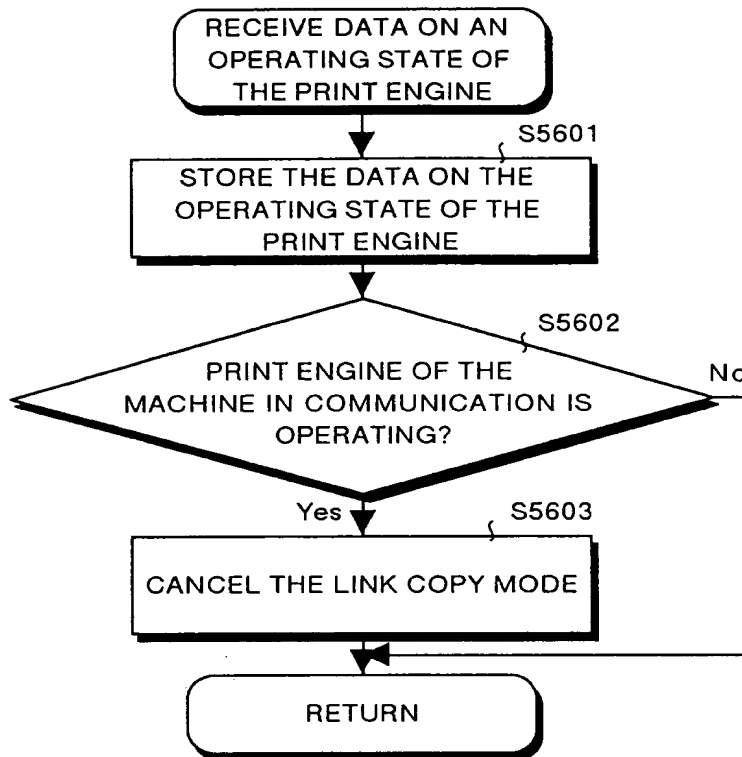 RECEIVE DATA ON AN
OPERATING STATE OF
THE PRINT ENGINE
S5601
STORE THE DATA ON THE
OPERATING STATE OF THE
PRINT ENGINE
S5602
PRINT ENGINE OF THE
MACHINE IN COMMUNICATION IS
OPERATING?
No
Yes
S5603
CANCEL THE LINK COPY MODE
RETURN